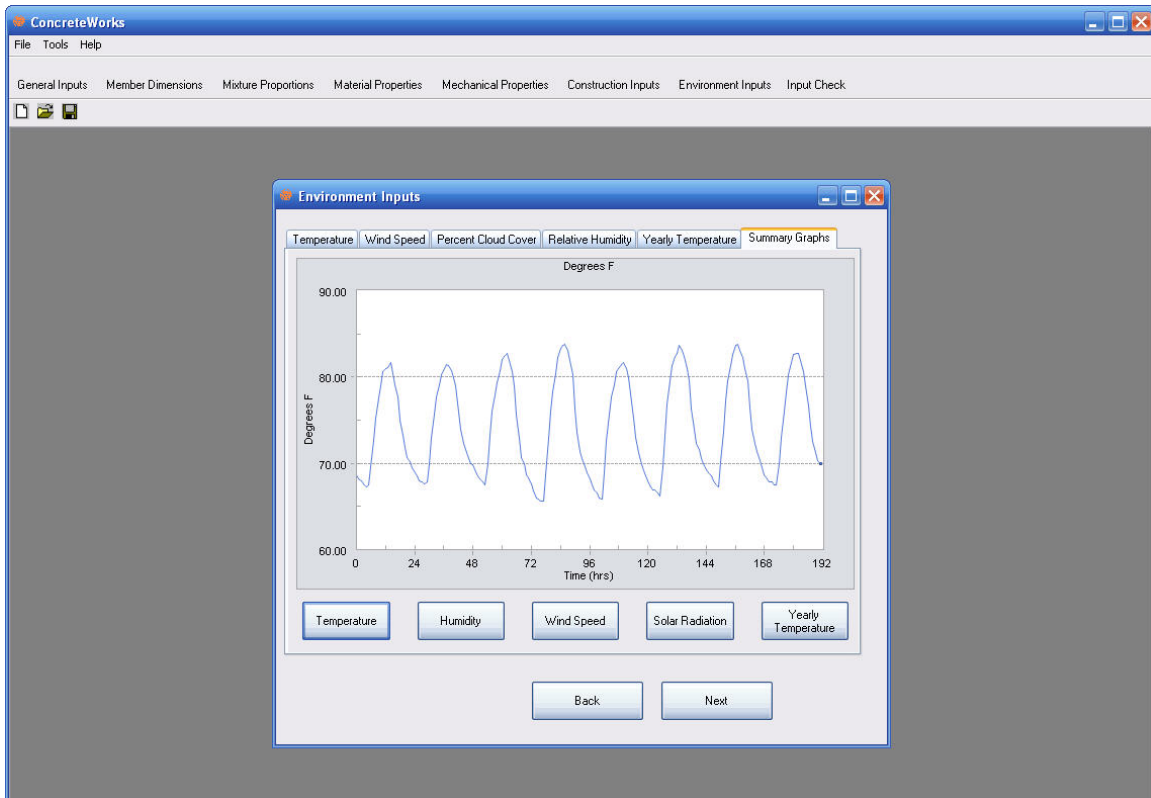 ConcreteWorks
File Tools Help
General Inputs Member Dimensions Mixture Proportions Material Properties Mechanical Properties Construction Inputs Environment Inputs Input Check
Environment Inputs
Temperature Wind Speed Percent Cloud Cover Relative Humidity Yearly Temperature Summary Graphs
Degrees F
90.00
80.00
Degrees F
70.00
60.00
0 24 48 72 96 120 144 168 192
Time (hrs)
Temperature Humidity Wind Speed Solar Radiation Yearly
Temperature
Back Next